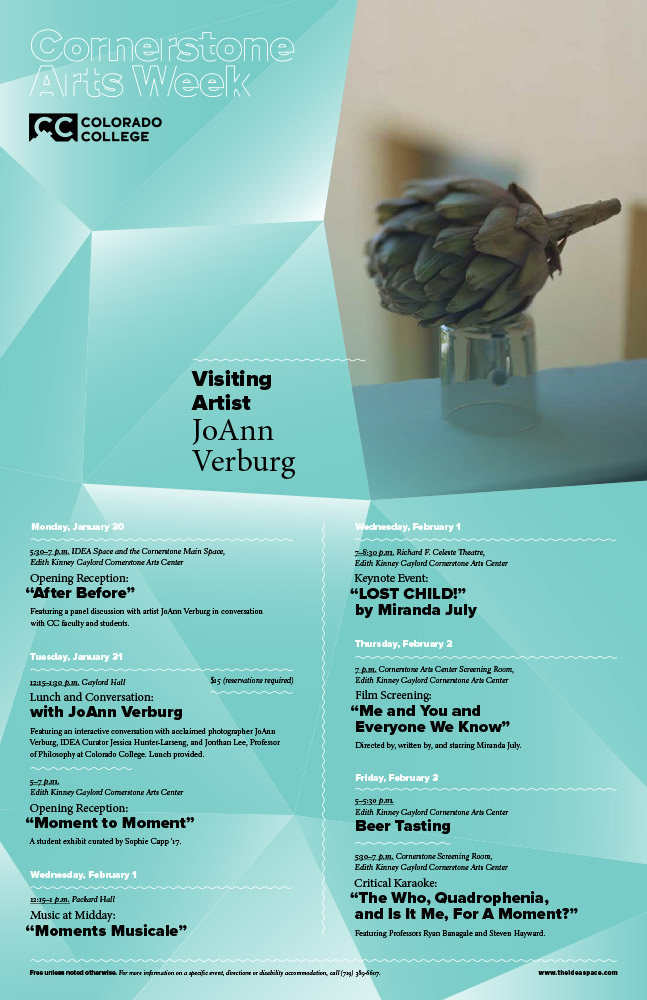 Cornerstone
Arts Week
CC COLORADO
COLLEGE
Visiting
Artist
JoAnn
Verburg
Monday, January 30
5:30–7 p.m. IDEA Space and the Cornerstone Main Space,
Edith Kinney Gaylord Cornerstone Arts Center
Opening Reception:
“After Before”
Featuring a panel discussion with artist JoAnn Verburg in conversation
with CC faculty and students.
Tuesday, January 31
12:15–1:30 p.m. Gaylord Hall
$15 (reservations required)
Lunch and Conversation:
with JoAnn Verburg
Featuring an interactive conversation with acclaimed photographer JoAnn
Verburg, IDEA Curator Jessica Hunter-Larseng, and Jonthan Lee, Professor
of Philosophy at Colorado College. Lunch provided.
5–7 p.m.
Edith Kinney Gaylord Cornerstone Arts Center
Opening Reception:
“Moment to Moment”
A student exhibit curated by Sophie Capp ’17.
Wednesday, February 1
12:15–1 p.m. Packard Hall
Music at Midday:
“Moments Musicale”
Wednesday, February 1
7–8:30 p.m. Richard F. Celeste Theatre,
Edith Kinney Gaylord Cornerstone Arts Center
Keynote Event:
“LOST CHILD!”
by Miranda July
Thursday, February 2
7 p.m. Cornerstone Arts Center Screening Room,
Edith Kinney Gaylord Cornerstone Arts Center
Film Screening:
“Me and You and
Everyone We Know”
Directed by, written by, and starring Miranda July.
Friday, February 3
5–5:30 p.m.
Edith Kinney Gaylord Cornerstone Arts Center
Beer Tasting
5:30–7 p.m. Cornerstone Screening Room,
Edith Kinney Gaylord Cornerstone Arts Center
Critical Karaoke:
“The Who, Quadrophenia,
and Is It Me, For A Moment?”
Featuring Professors Ryan Banagale and Steven Hayward.
Free unless noted otherwise. For more information on a specific event, directions or disability accommodation, call (719) 389-6607.
www.theideaspace.com